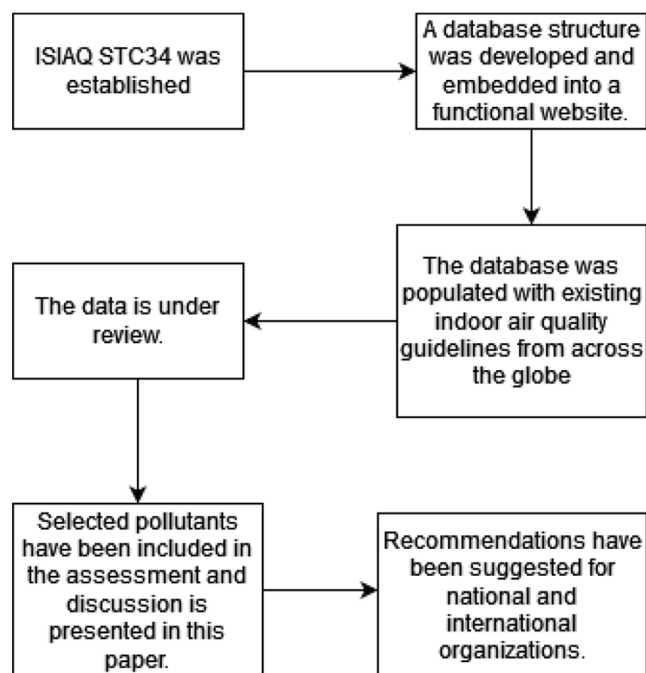 ISIAQ STC34 was
established
A database structure
was developed and
embedded into a
functional website.
The database was
populated with existing
indoor air quality
guidelines from across
the globe
The data is under
review.
Selected pollutants
have been included in
the assessment and
discussion is
presented in this
paper.
Recommendations have
been suggested for
national and
international
organizations.